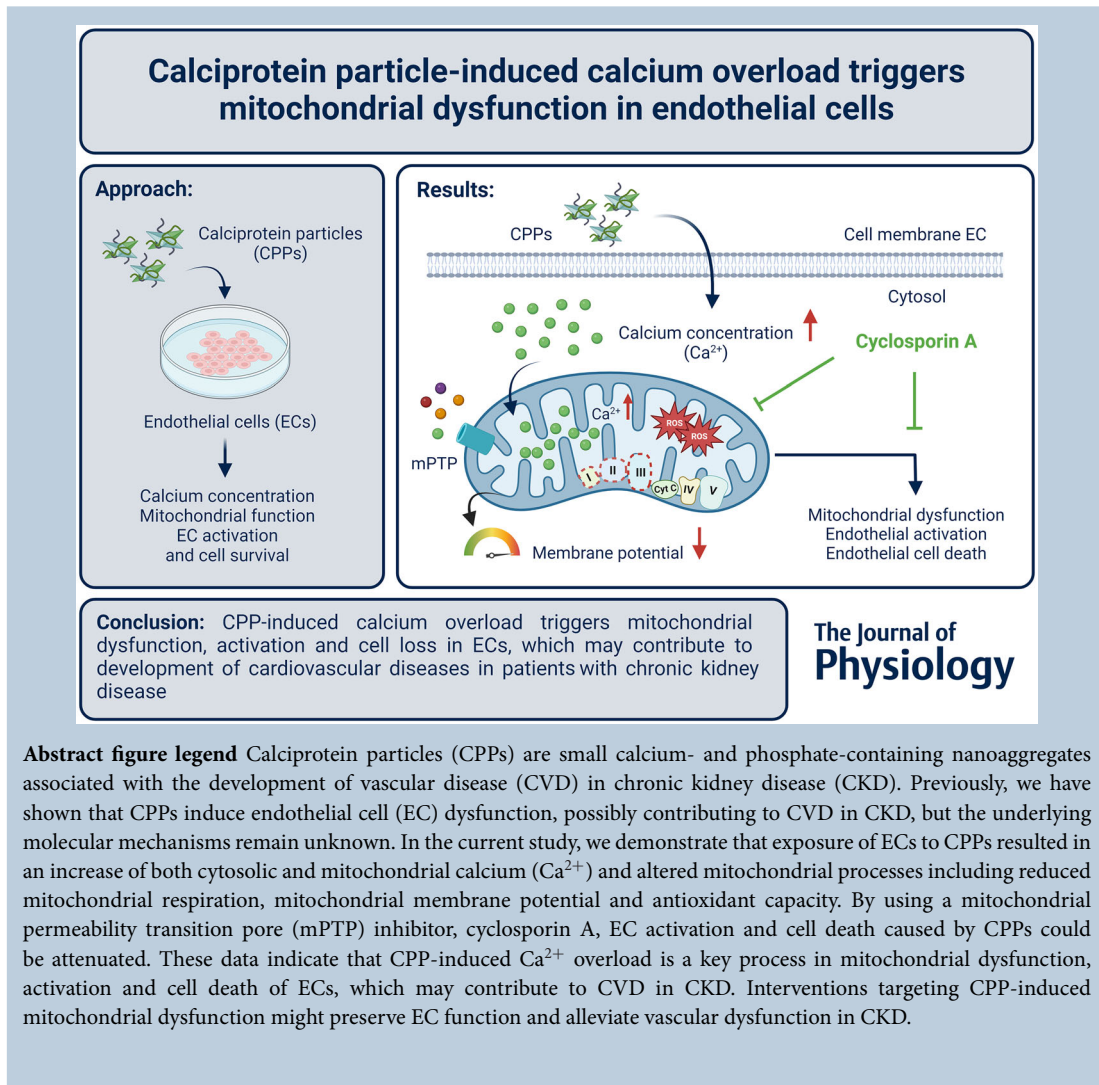 Calciprotein particle-induced calcium overload triggers
mitochondrial dysfunction in endothelial cells
Approach:
Calciprotein particles
(CPPs)
Endothelial cells (ECs)
Calcium concentration
Mitochondrial function
EC activation
and cell survival
Results:
CPPs
Cell membrane EC
Cytosol
Calcium concentration
(Ca²⁺)
Cyclosporin A
Ca²⁺
ROS
ROS
mPTP
I
II
III
Cyt C
IV
V
Membrane potential
Mitochondrial dysfunction
Endothelial activation
Endothelial cell death
Conclusion: CPP-induced calcium overload triggers mitochondrial
dysfunction, activation and cell loss in ECs, which may contribute to
development of cardiovascular diseases in patients with chronic kidney
disease
The Journal of
Physiology
Abstract figure legend Calciprotein particles (CPPs) are small calcium- and phosphate-containing nanoaggregates
associated with the development of vascular disease (CVD) in chronic kidney disease (CKD). Previously, we have
shown that CPPs induce endothelial cell (EC) dysfunction, possibly contributing to CVD in CKD, but the underlying
molecular mechanisms remain unknown. In the current study, we demonstrate that exposure of ECs to CPPs resulted in
an increase of both cytosolic and mitochondrial calcium (Ca²⁺) and altered mitochondrial processes including reduced
mitochondrial respiration, mitochondrial membrane potential and antioxidant capacity. By using a mitochondrial
permeability transition pore (mPTP) inhibitor, cyclosporin A, EC activation and cell death caused by CPPs could
be attenuated. These data indicate that CPP-induced Ca²⁺ overload is a key process in mitochondrial dysfunction,
activation and cell death of ECs, which may contribute to CVD in CKD. Interventions targeting CPP-induced
mitochondrial dysfunction might preserve EC function and alleviate vascular dysfunction in CKD.